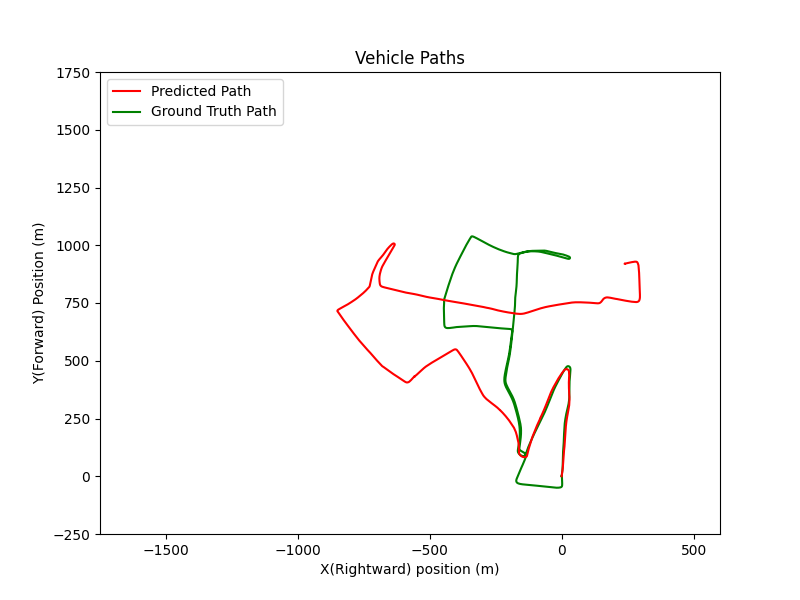 Vehicle Paths
Predicted Path
Ground Truth Path
1750
1500
1250
1000
750
500
250
0
−250
Y(Forward) Position (m)
−1500 −1000 −500 0 500
X(Rightward) position (m)